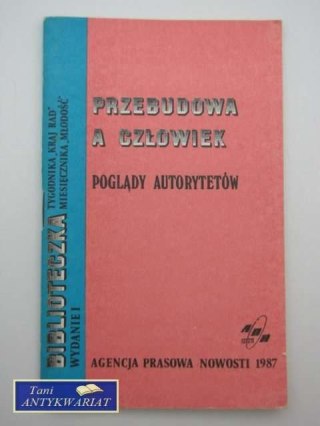 PRZEBUDOWA
A CZŁOWIEK
POGLĄDY AUTORYTETÓW
BIBLIOTECZKA
TYGODNIKA „KRAJ RAD”
MIESIĘCZNIKA „MŁODOŚĆ”
WYDANIE I
AGENCJA PRASOWA NOWOSTI 1987
Tani
ANTYKWARIAT